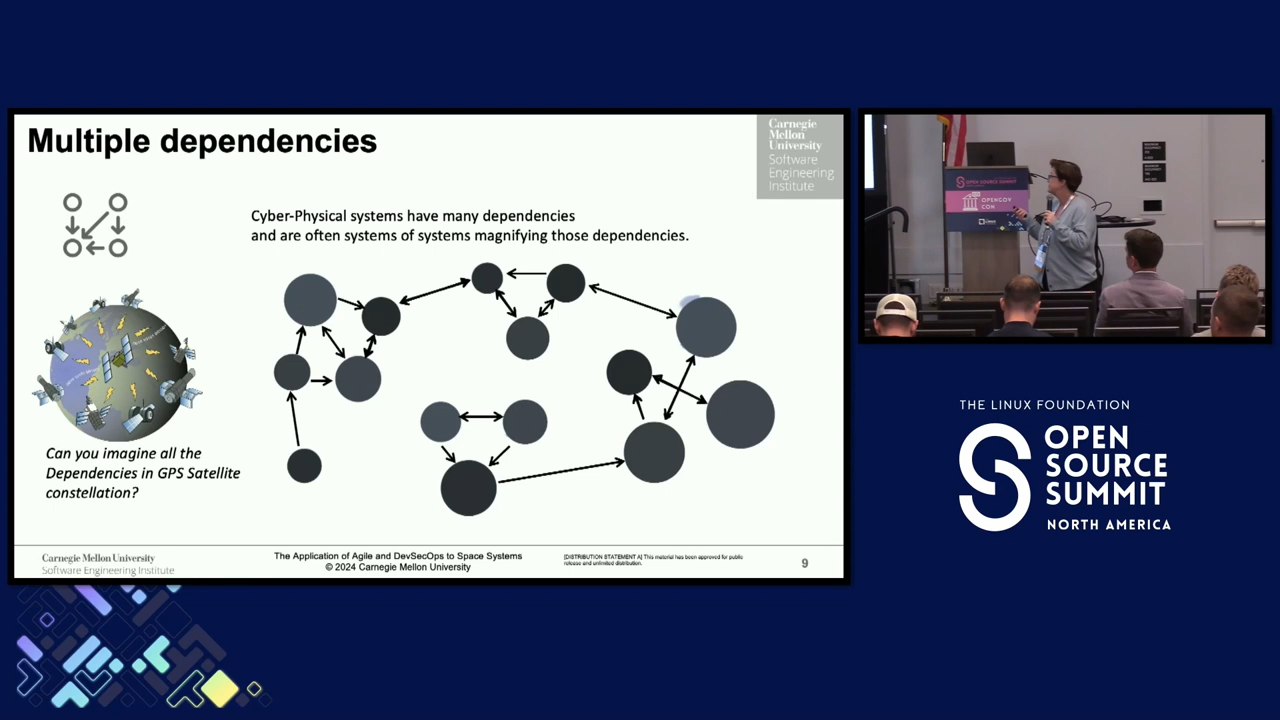 Multiple dependencies
Carnegie
Mellon
University
Software
Engineering
Institute
Cyber-Physical systems have many dependencies
and are often systems of systems magnifying those dependencies.
Can you imagine all the
Dependencies in GPS Satellite
constellation?
Carnegie Mellon University
Software Engineering Institute
The Application of Agile and DevSecOps to Space Systems
© 2024 Carnegie Mellon University
[DISTRIBUTION STATEMENT A] This material has been approved for public
release and unlimited distribution.
9
OPEN SOURCE SUMMIT
OPENGOV
CON
THE LINUX FOUNDATION
OPEN
SOURCE
SUMMIT
NORTH AMERICA